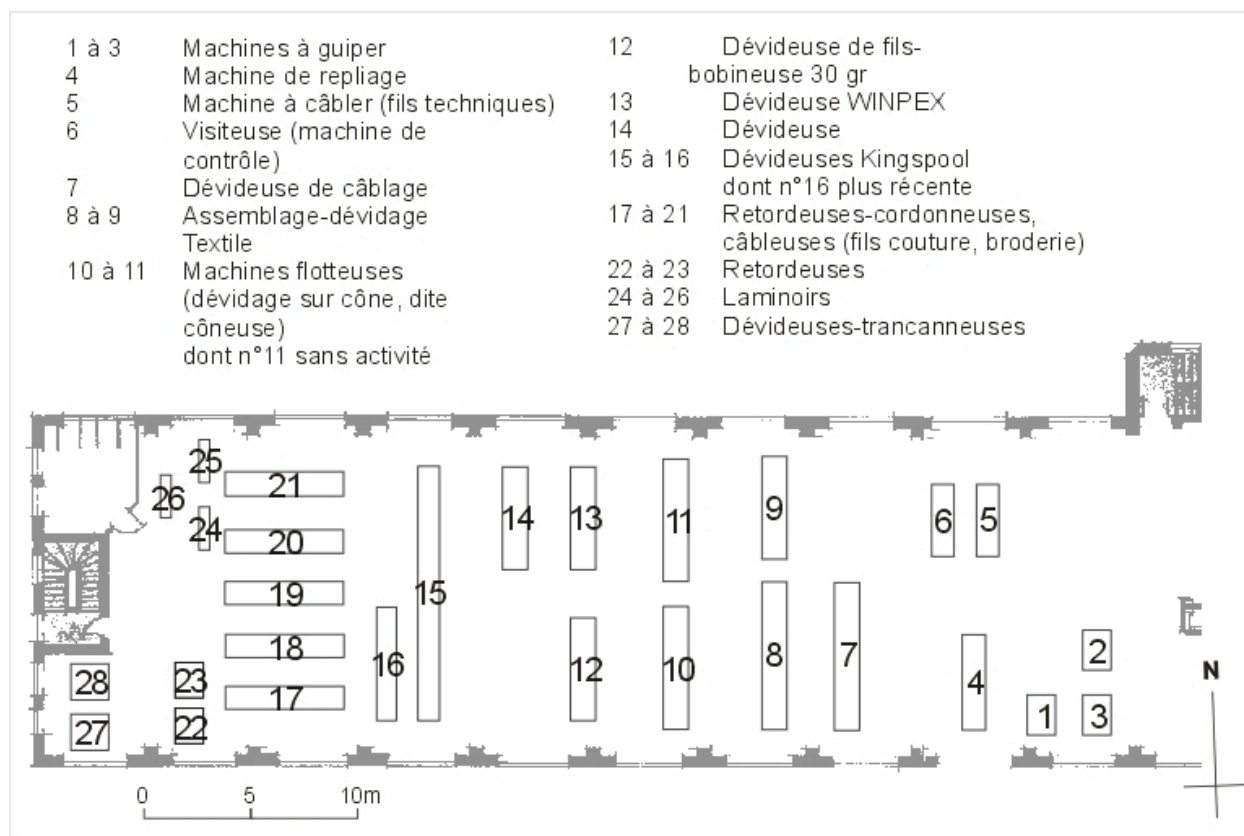 1 à 3 Machines à guiper
4 Machine de repliage
5 Machine à câbler (fils techniques)
6 Visiteuse (machine de
contrôle)
7 Dévideuse de câblage
8 à 9 Assemblage-dévidage
Textile
10 à 11 Machines flotteuses
(dévidage sur cône, dite
côneuse)
dont n°11 sans activité
12 Dévideuse de fils-
bobineuse 30 gr
13 Dévideuse WINPEX
14 Dévideuse
15 à 16 Dévideuses Kingspool
dont n°16 plus récente
17 à 21 Retordeuses-cordonneuses,
câbleuses (fils couture, broderie)
22 à 23 Retordeuses
24 à 26 Laminoirs
27 à 28 Dévideuses-trancanneuses
25
26
24
21
20
19
18
17
28
27
23
22
16
15
14
13
12
11
10
9
8
7
6
5
4
2
1
3
N
0 5 10m